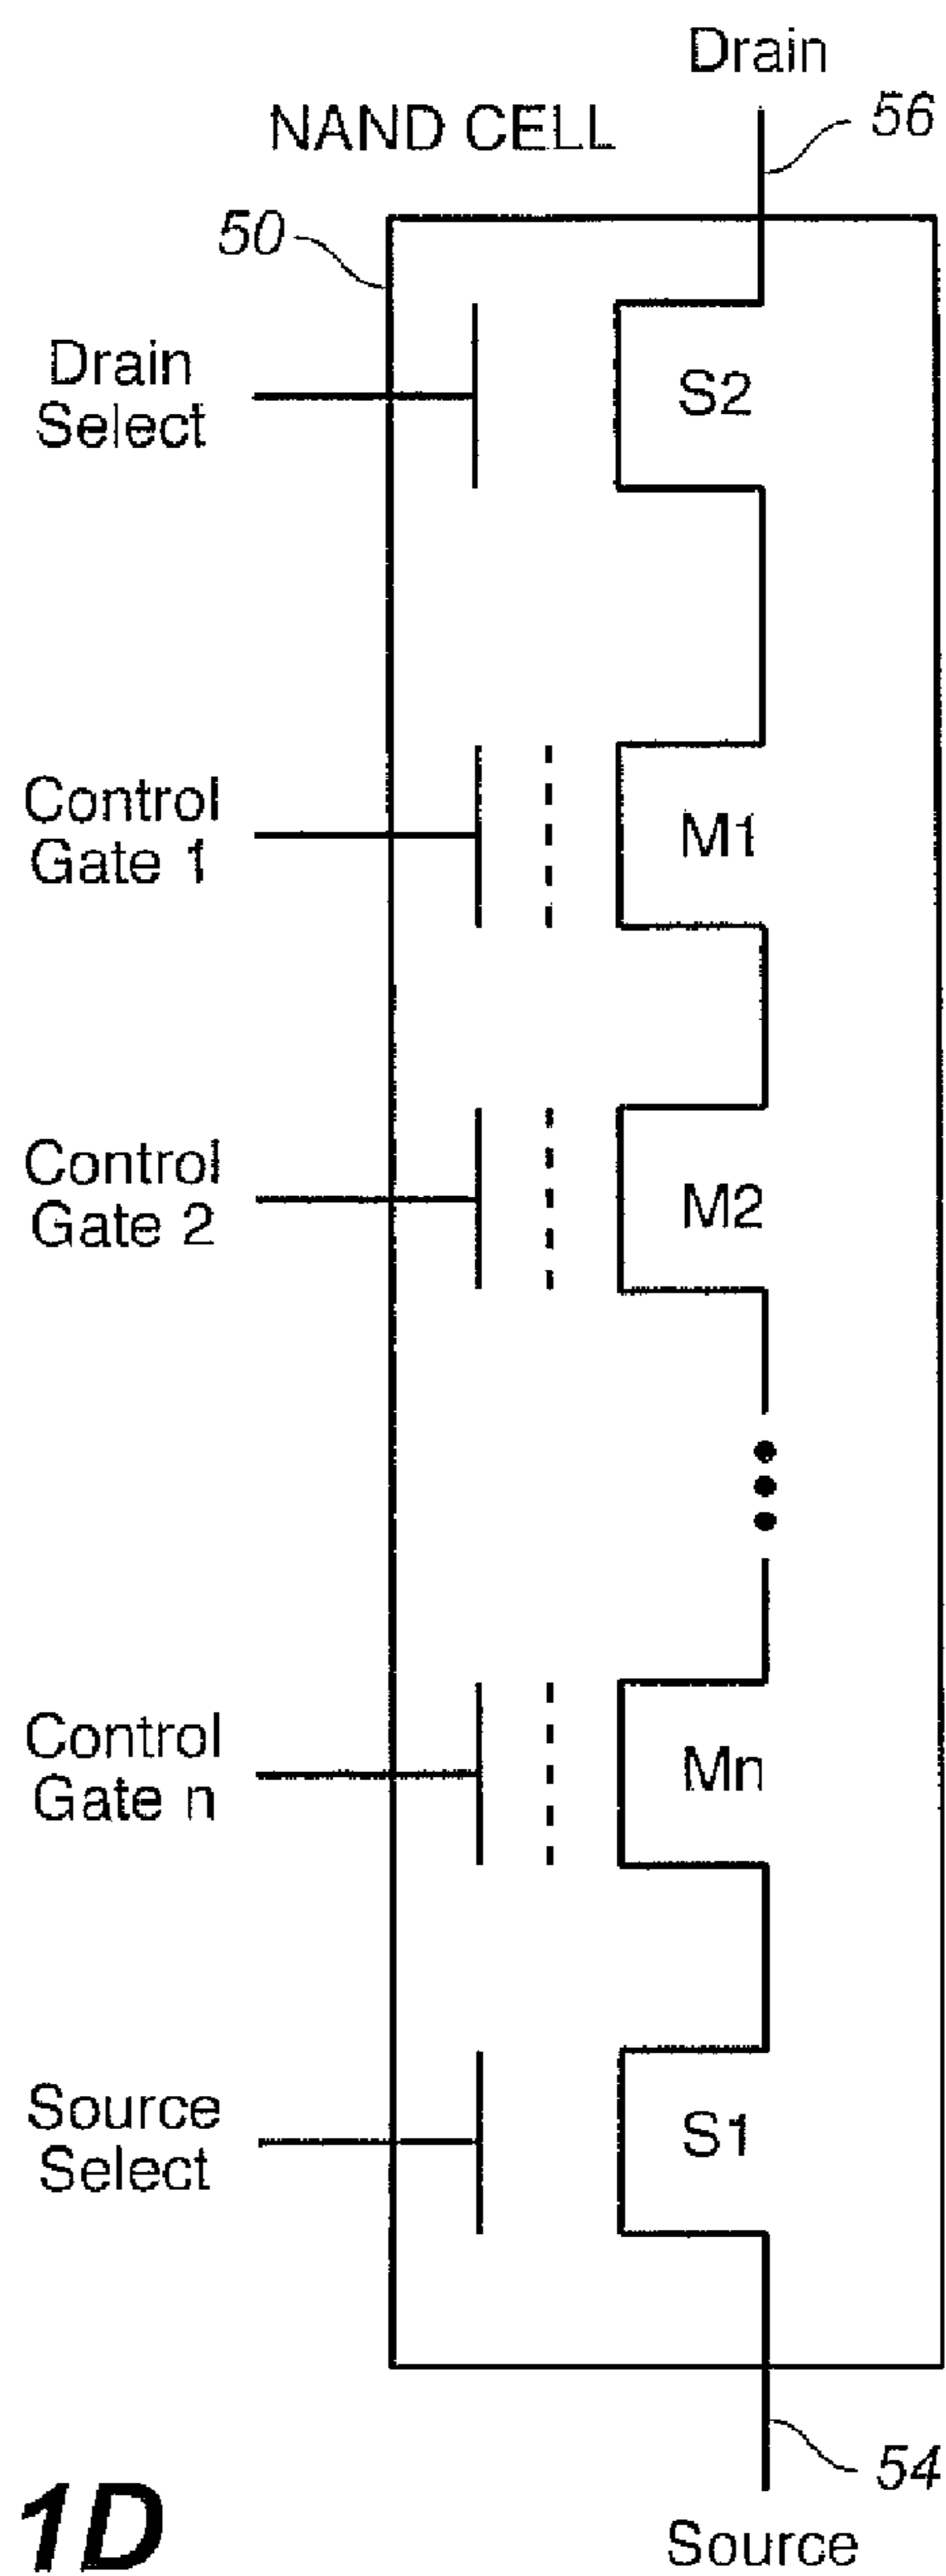 Drain
56
NAND CELL
50
Drain
Select
S2
Control
Gate 1
M1
Control
Gate 2
M2
Control
Gate n
Mn
Source
Select
S1
54
1D
Source